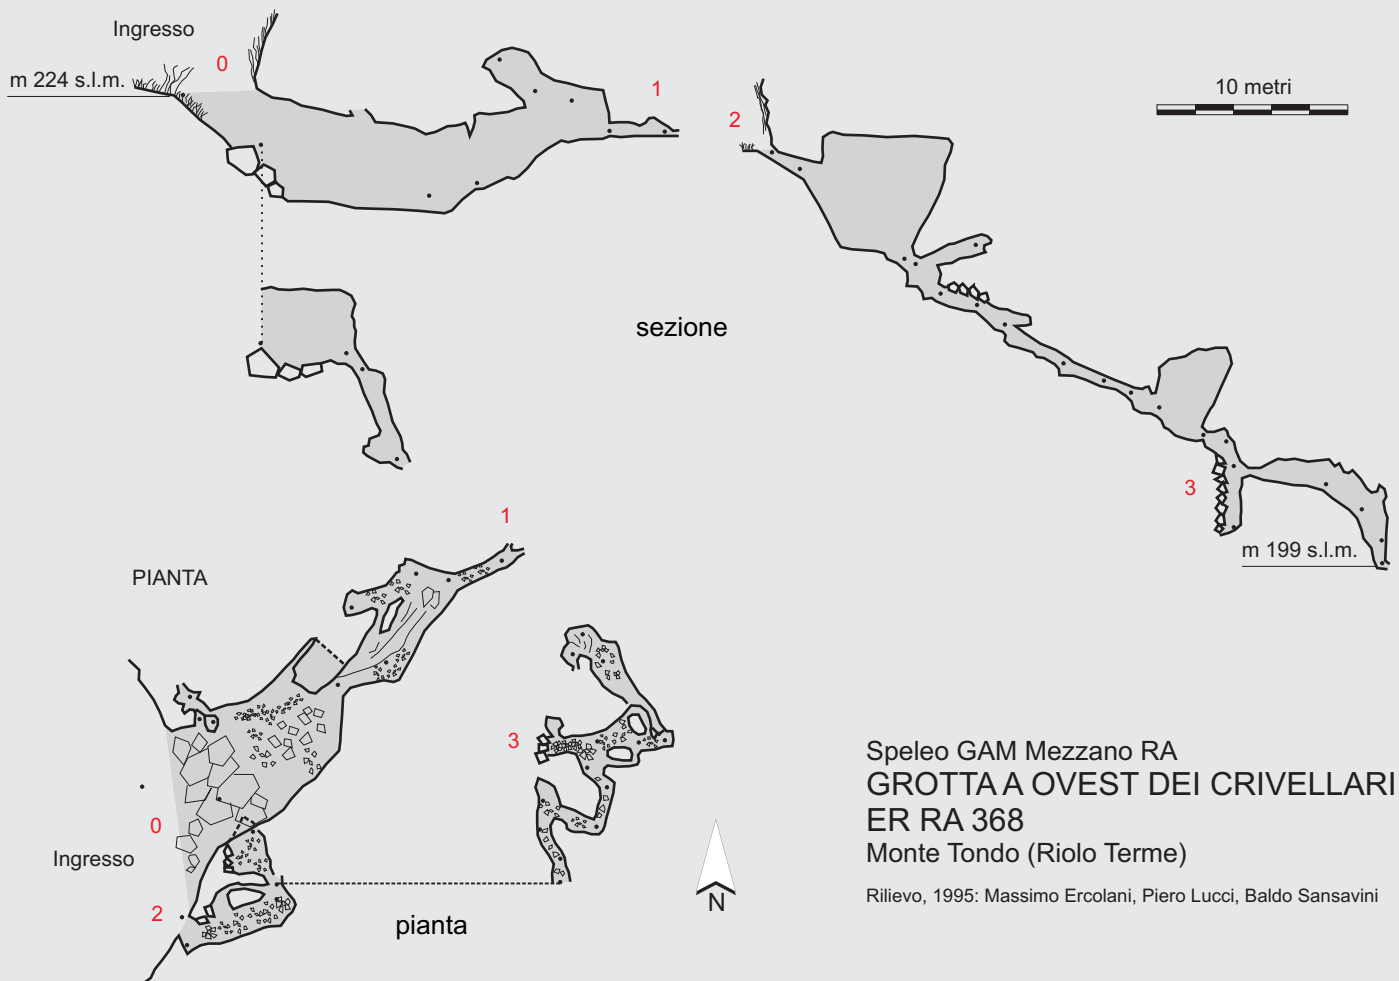 Ingresso
0
m 224 s.l.m.
1
2
10 metri
sezione
3
m 199 s.l.m.
1
PIANTA
3
0
Ingresso
2
pianta
N
Speleo GAM Mezzano RA
GROTTA A OVEST DEI CRIVELLARI
ER RA 368
Monte Tondo (Riolo Terme)
Rilievo, 1995: Massimo Ercolani, Piero Lucci, Baldo Sansavini